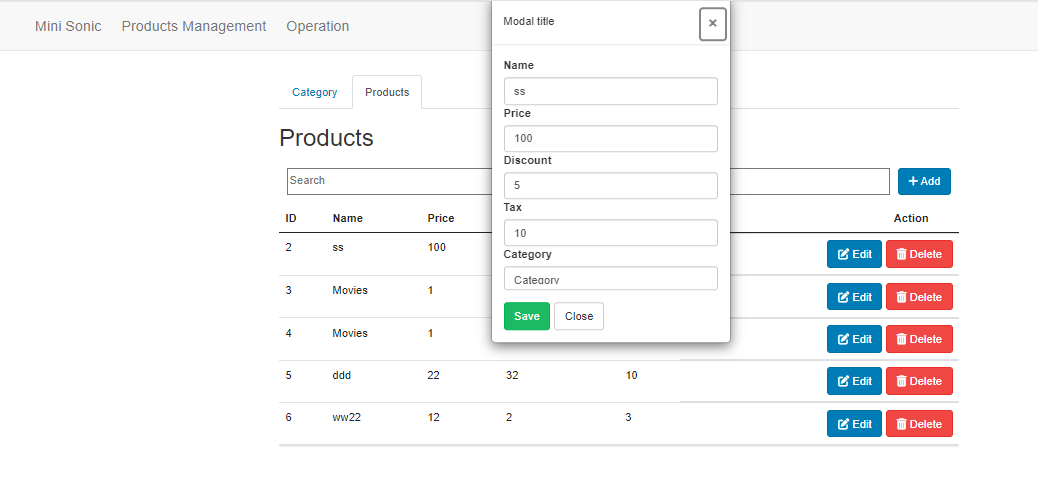 Mini Sonic Products Management Operation
Modal title ×
Name
ss
Price
100
Discount
5
Tax
10
Category
Category
Save Close
Category Products
Products
Search + Add
ID Name Price Action
2 ss 100 Edit Delete
3 Movies 1 Edit Delete
4 Movies 1 Edit Delete
5 ddd 22 32 10 Edit Delete
6 ww22 12 2 3 Edit Delete